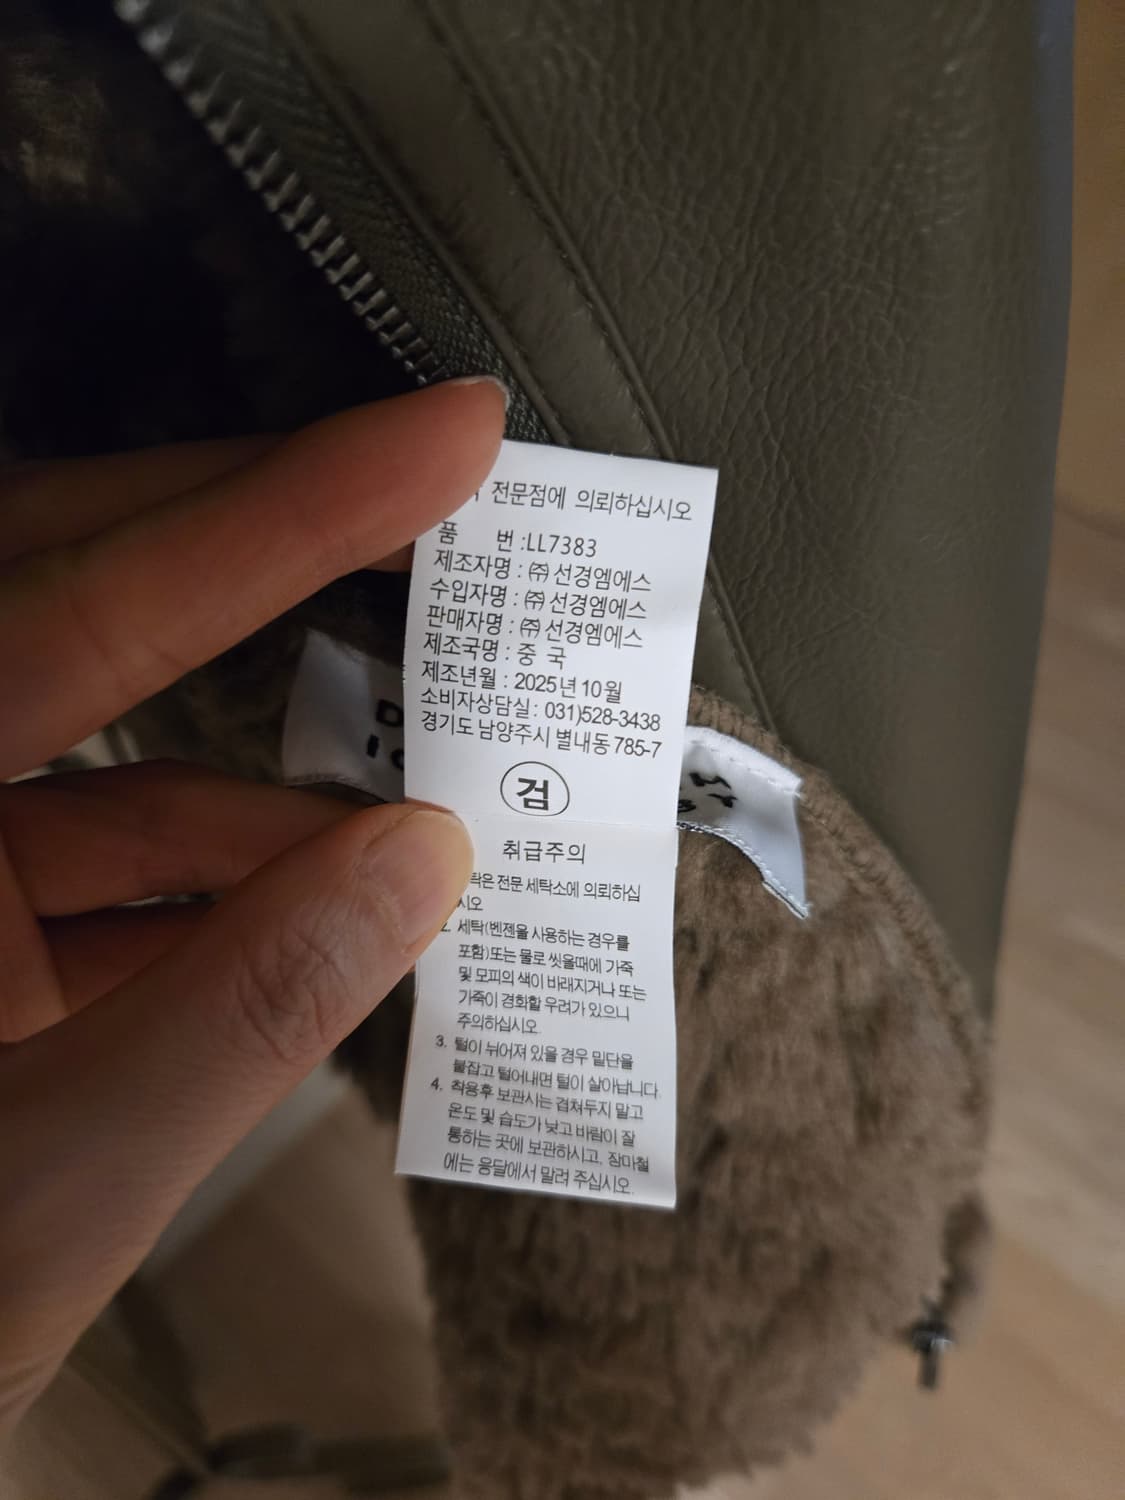 전문점에 의뢰하십시오
품 번 :LL7383
제조자명 : ㈜ 선경엠에스
수입자명 : ㈜ 선경엠에스
판매자명 : ㈜ 선경엠에스
제조국명 : 중 국
제조년월 : 2025년 10월
소비자상담실 : 031)528-3438
경기도 남양주시 별내동 785-7
검
취급주의
탁은 전문 세탁소에 의뢰하십
시오
2. 세탁(벤젠을 사용하는 경우를
포함)또는 물로 씻을때에 가죽
및 모피의 색이 바래지거나 또는
가죽이 경화할 우려가 있으니
주의하십시오.
3. 털이 뉘어져 있을 경우 밑단을
붙잡고 털어내면 털이 살아납니다.
4. 착용후 보관시는 겹쳐두지 말고
온도 및 습도가 낮고 바람이 잘
통하는 곳에 보관하시고, 장마철
에는 응달에서 말려 주십시오.